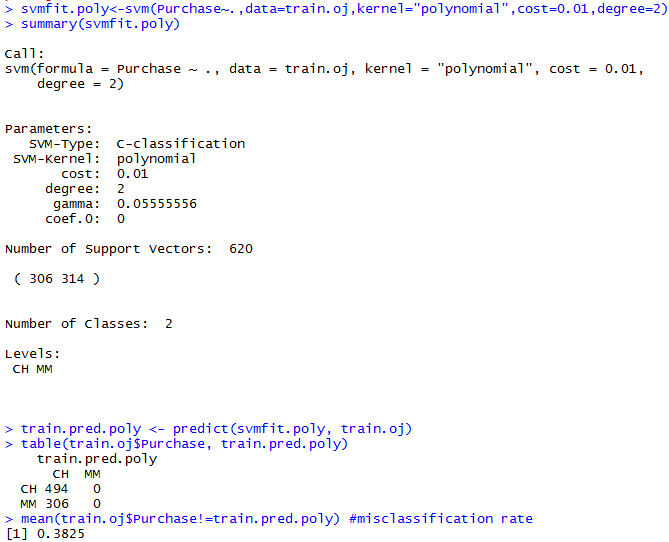 > svmfit.poly<-svm(Purchase~.,data=train.oj,kernel="polynomial",cost=0.01,degree=2)
> summary(svmfit.poly)
Call:
svm(formula = Purchase ~ ., data = train.oj, kernel = "polynomial", cost = 0.01,
    degree = 2)
Parameters:
   SVM-Type:  C-classification
 SVM-Kernel:  polynomial
       cost:  0.01
     degree:  2
      gamma:  0.05555556
     coef.0:  0
Number of Support Vectors:  620
 ( 306 314 )
Number of Classes:  2
Levels:
 CH MM
> train.pred.poly <- predict(svmfit.poly, train.oj)
> table(train.oj$Purchase, train.pred.poly)
    train.pred.poly
      CH  MM
  CH 494   0
  MM 306   0
> mean(train.oj$Purchase!=train.pred.poly) #misclassification rate
[1] 0.3825